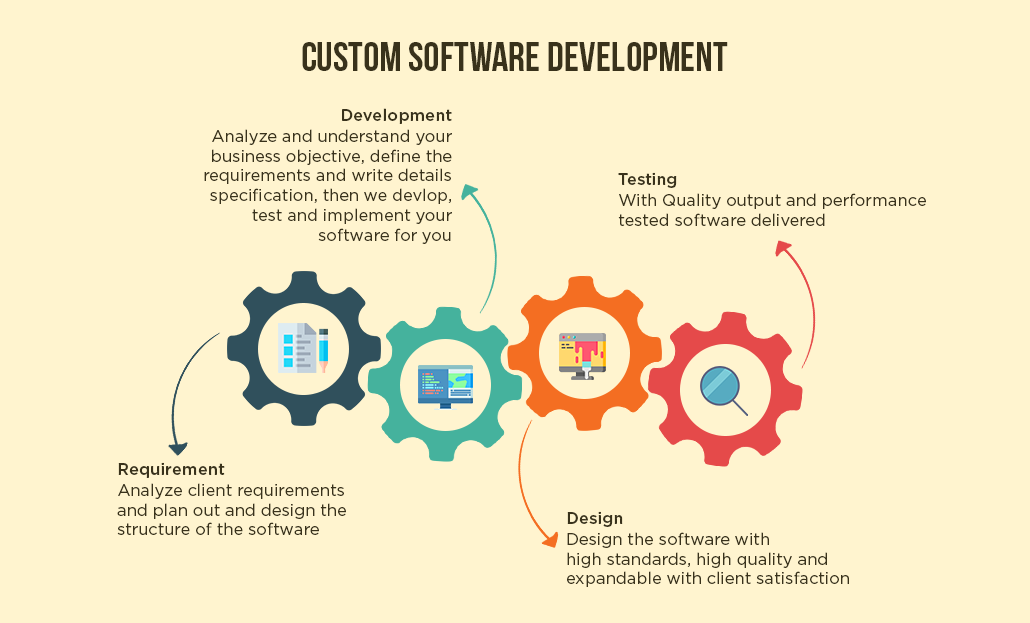 CUSTOM SOFTWARE DEVELOPMENT
Development
Analyze and understand your
business objective, define the
requirements and write details
specification, then we devlop,
test and implement your
software for you
Testing
With Quality output and performance
tested software delivered
Requirement
Analyze client requirements
and plan out and design the
structure of the software
Design
Design the software with
high standards, high quality and
expandable with client satisfaction